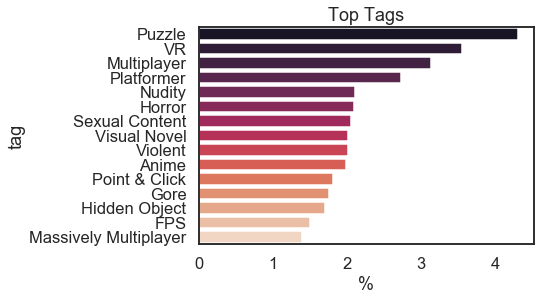 Top Tags
tag
Puzzle
VR
Multiplayer
Platformer
Nudity
Horror
Sexual Content
Visual Novel
Violent
Anime
Point & Click
Gore
Hidden Object
FPS
Massively Multiplayer
0 1 2 3 4
%